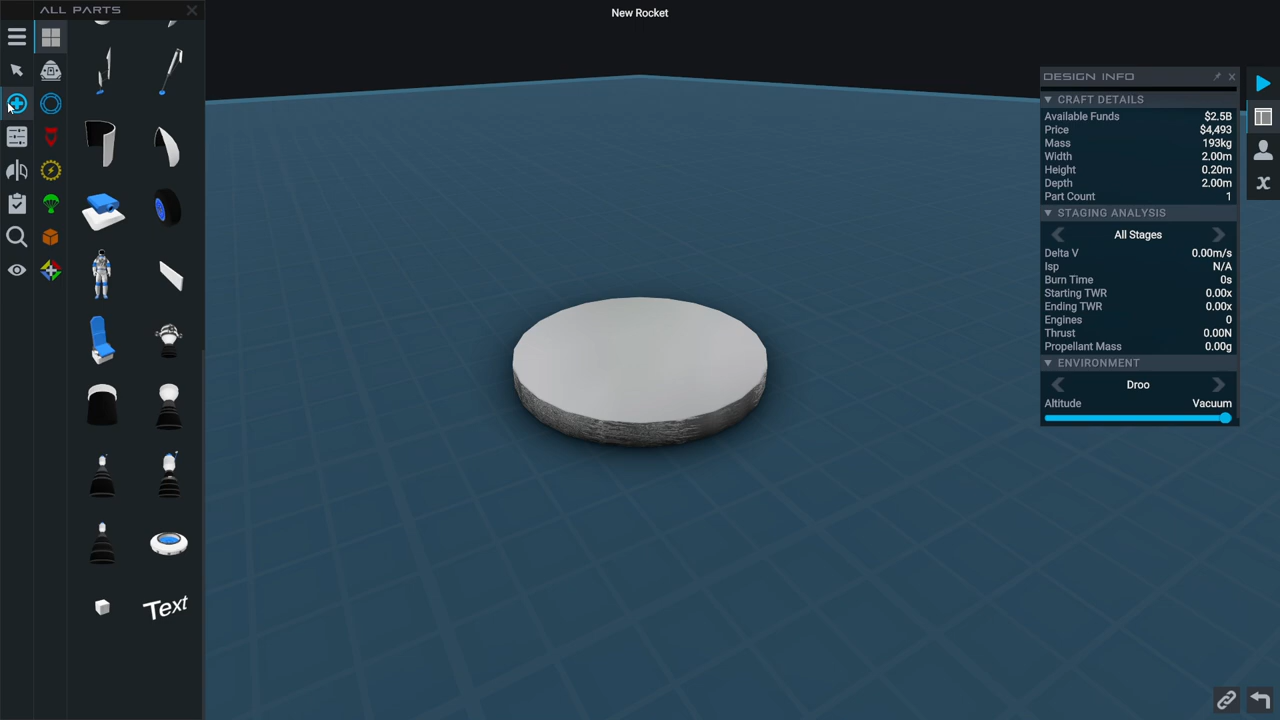 ALL PARTS
New Rocket
Text
DESIGN INFO
CRAFT DETAILS
Available Funds $2.5B
Price $4,493
Mass 193kg
Width 2.00m
Height 0.20m
Depth 2.00m
Part Count 1
STAGING ANALYSIS
All Stages
Delta V 0.00m/s
Isp N/A
Burn Time 0s
Starting TWR 0.00x
Ending TWR 0.00x
Engines 0
Thrust 0.00N
Propellant Mass 0.00g
ENVIRONMENT
Droo
Altitude Vacuum